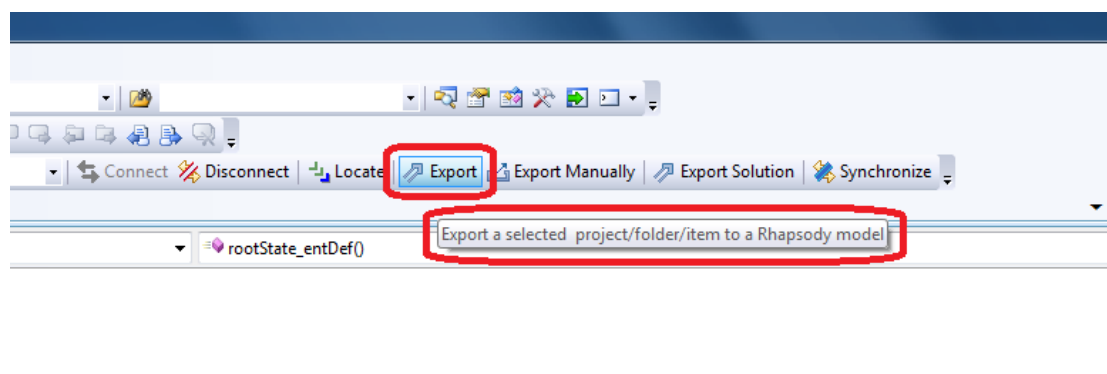 Connect Disconnect Locate Export Export Manually Export Solution Synchronize
Export a selected  project/folder/item to a Rhapsody model
rootState_entDef()